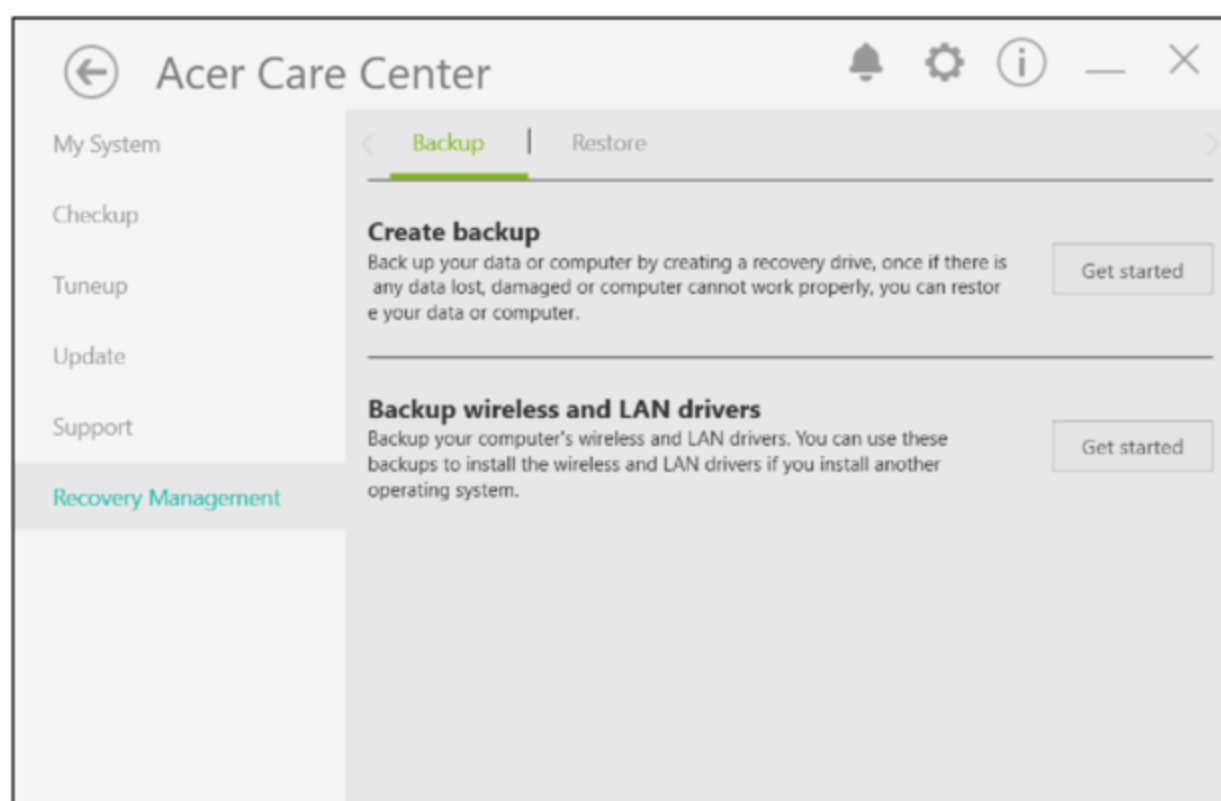 Acer Care Center
My System
Checkup
Tuneup
Update
Support
Recovery Management
Backup | Restore
Create backup
Back up your data or computer by creating a recovery drive, once if there is
any data lost, damaged or computer cannot work properly, you can restor
e your data or computer.
Get started
Backup wireless and LAN drivers
Backup your computer's wireless and LAN drivers. You can use these
backups to install the wireless and LAN drivers if you install another
operating system.
Get started